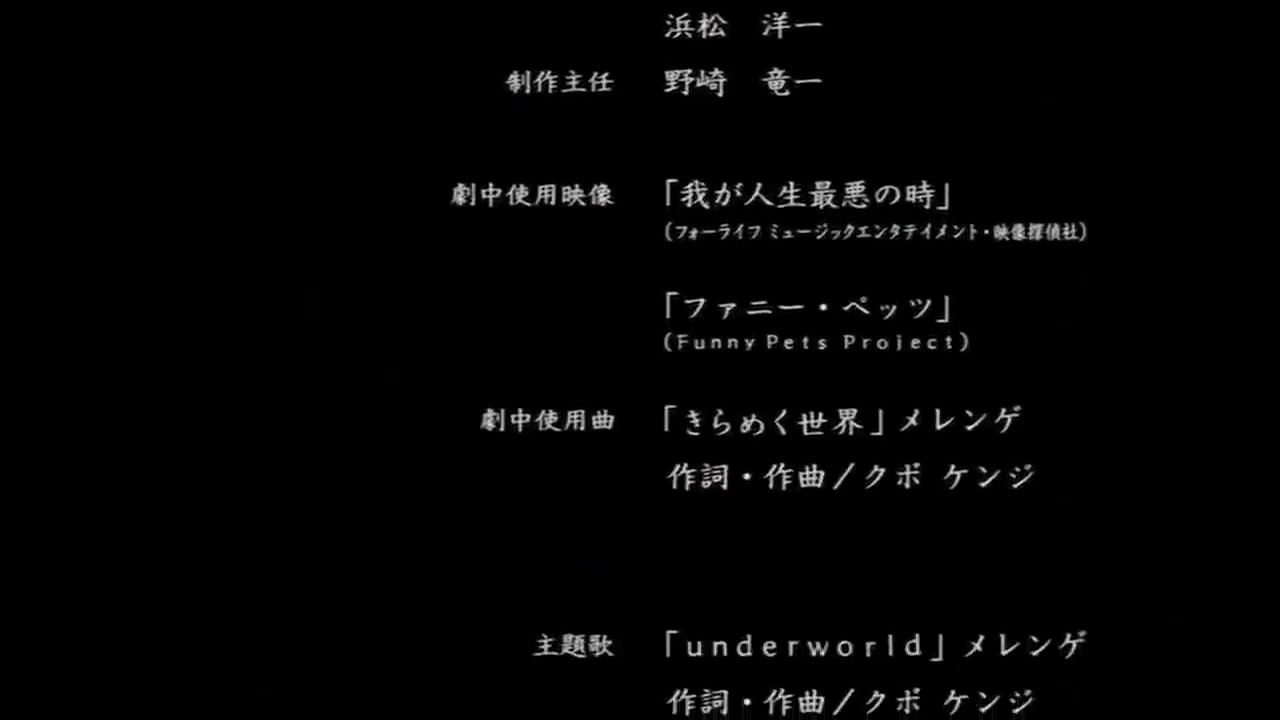 浜松　洋一
制作主任　野崎　竜一
劇中使用映像　「我が人生最悪の時」
（フォーライフ ミュージックエンタテイメント・映像探偵社）
「ファニー・ペッツ」
（Funny Pets Project）
劇中使用曲　「きらめく世界」メレンゲ
作詞・作曲／クボ ケンジ
主題歌　「underworld」メレンゲ
作詞・作曲／クボ ケンジ